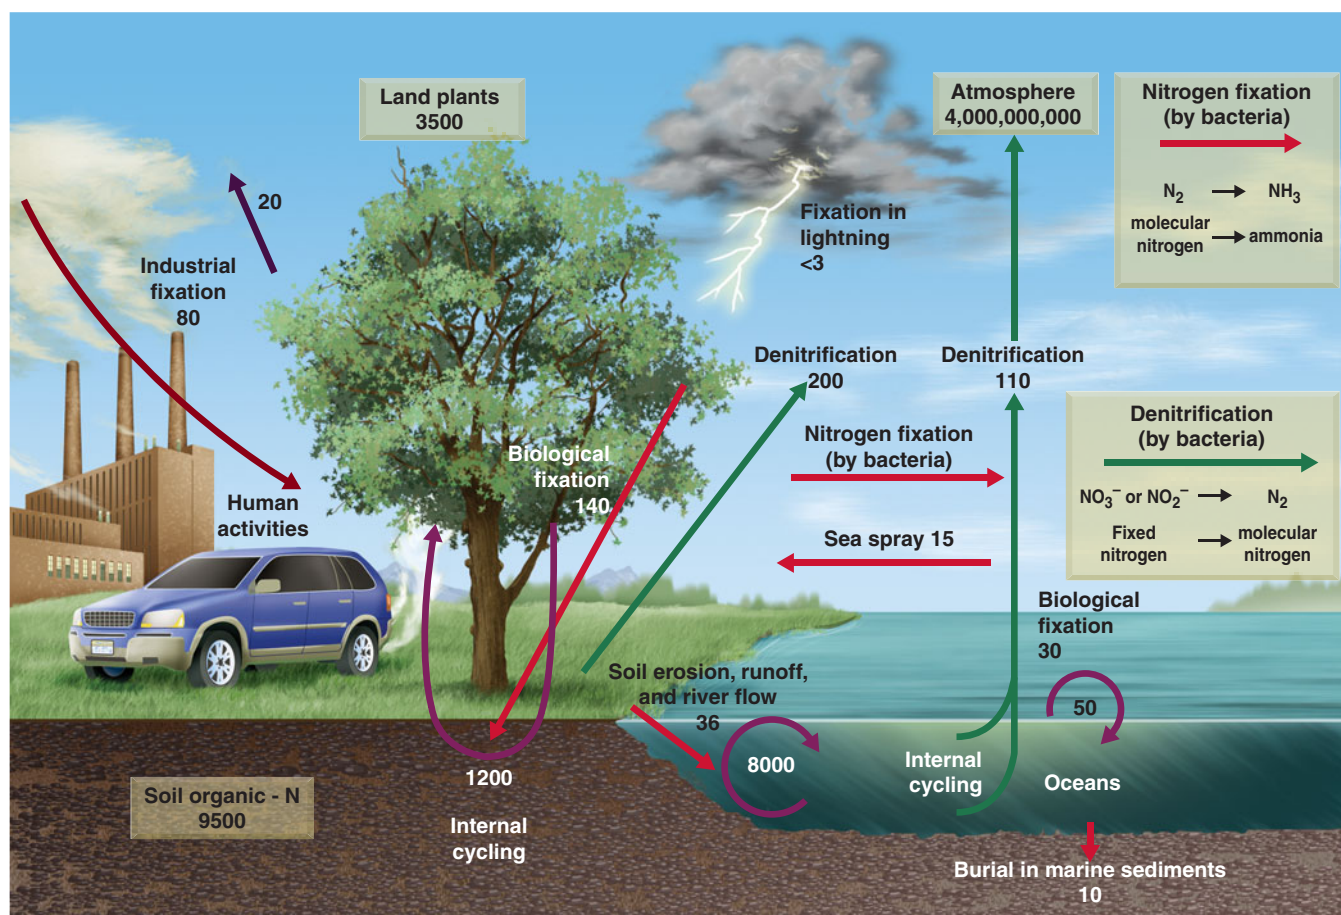 Land plants
3500
Atmosphere
4,000,000,000
Nitrogen fixation
(by bacteria)
N₂ → NH₃
molecular
nitrogen → ammonia
20
Industrial
fixation
80
Fixation in
lightning
<3
Denitrification
200
Denitrification
110
Nitrogen fixation
(by bacteria)
Sea spray 15
Denitrification
(by bacteria)
NO₃⁻ or NO₂⁻ → N₂
Fixed
nitrogen → molecular
nitrogen
Biological
fixation
140
Human
activities
Biological
fixation
30
Soil erosion, runoff,
and river flow
36
50
8000
Internal
cycling
Oceans
1200
Internal
cycling
Soil organic - N
9500
Burial in marine sediments
10